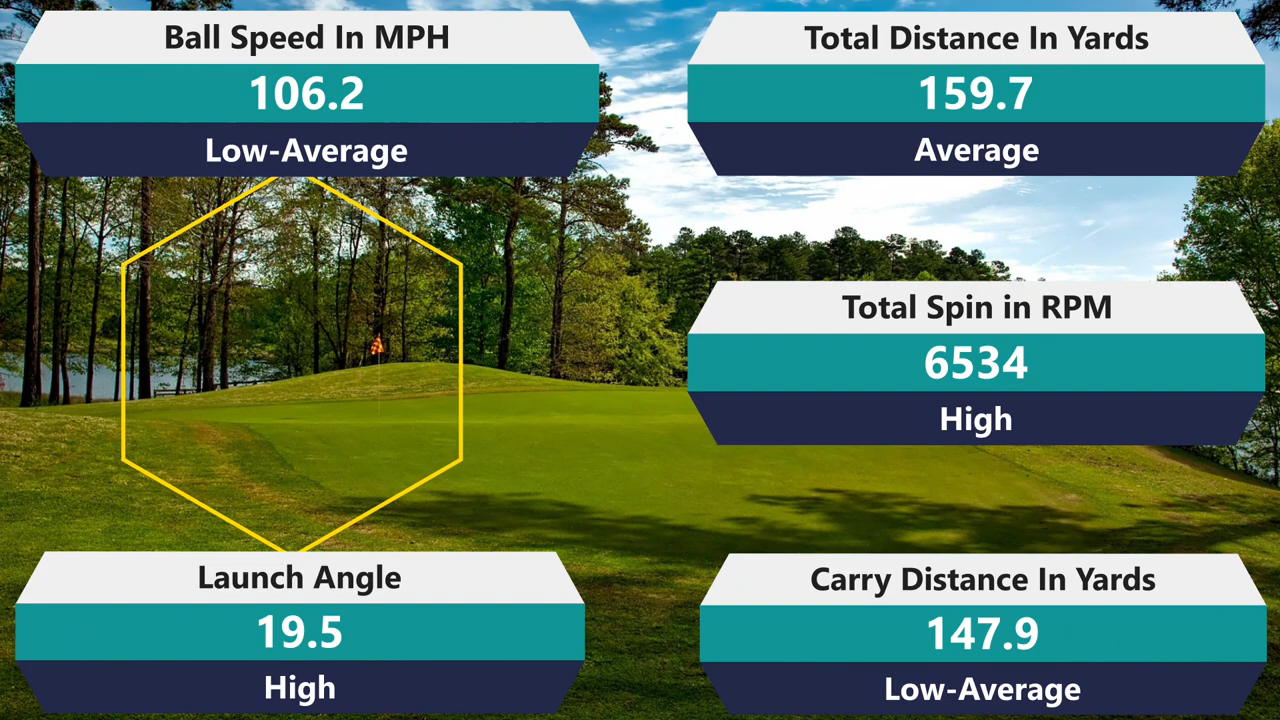 Ball Speed In MPH
106.2
Low-Average
Total Distance In Yards
159.7
Average
Total Spin in RPM
6534
High
Launch Angle
19.5
High
Carry Distance In Yards
147.9
Low-Average